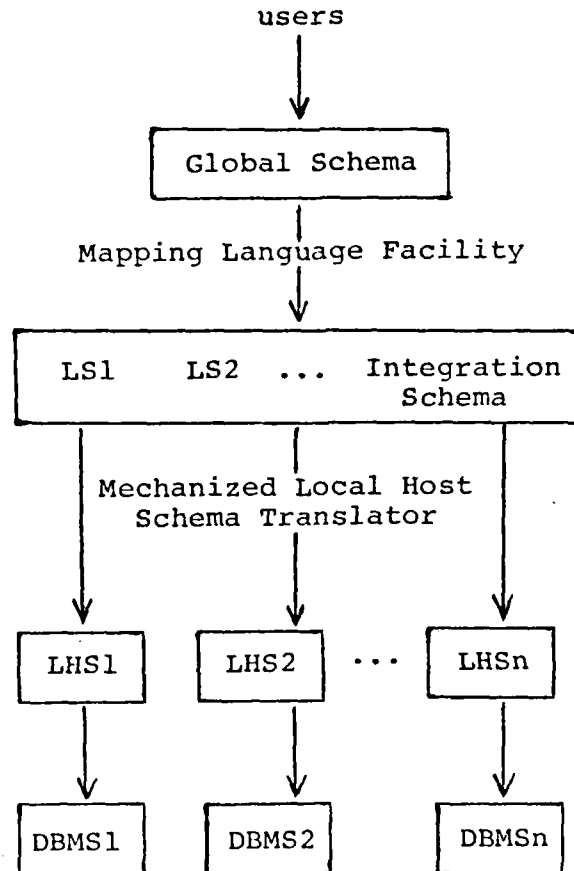 users
Global Schema
Mapping Language Facility
LS1 LS2 ... Integration
Schema
Mechanized Local Host
Schema Translator
LHS1 LHS2 ... LHSn
DBMS1 DBMS2 DBMSn